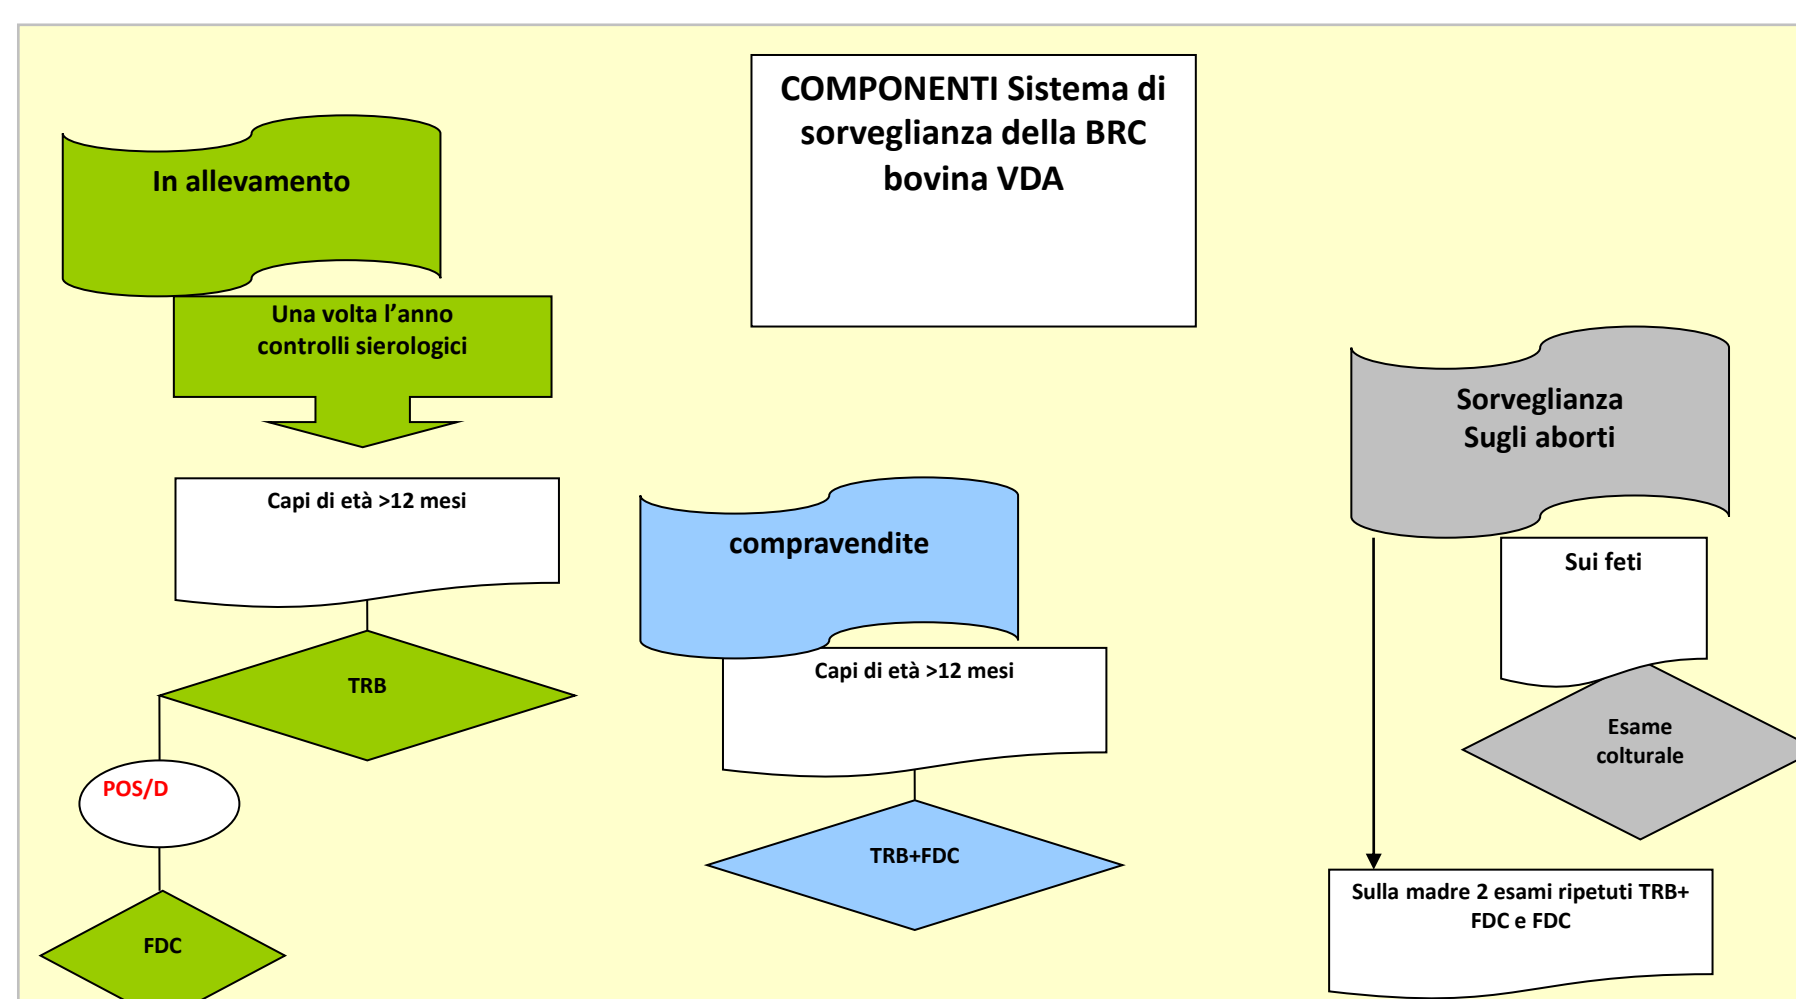 COMPONENTI Sistema di
sorveglianza della BRC
bovina VDA
In allevamento
Una volta l’anno
controlli sierologici
Capi di età >12 mesi
TRB
POS/D
FDC
compravendite
Capi di età >12 mesi
TRB+FDC
Sorveglianza
Sugli aborti
Sui feti
Esame
colturale
Sulla madre 2 esami ripetuti TRB+
FDC e FDC